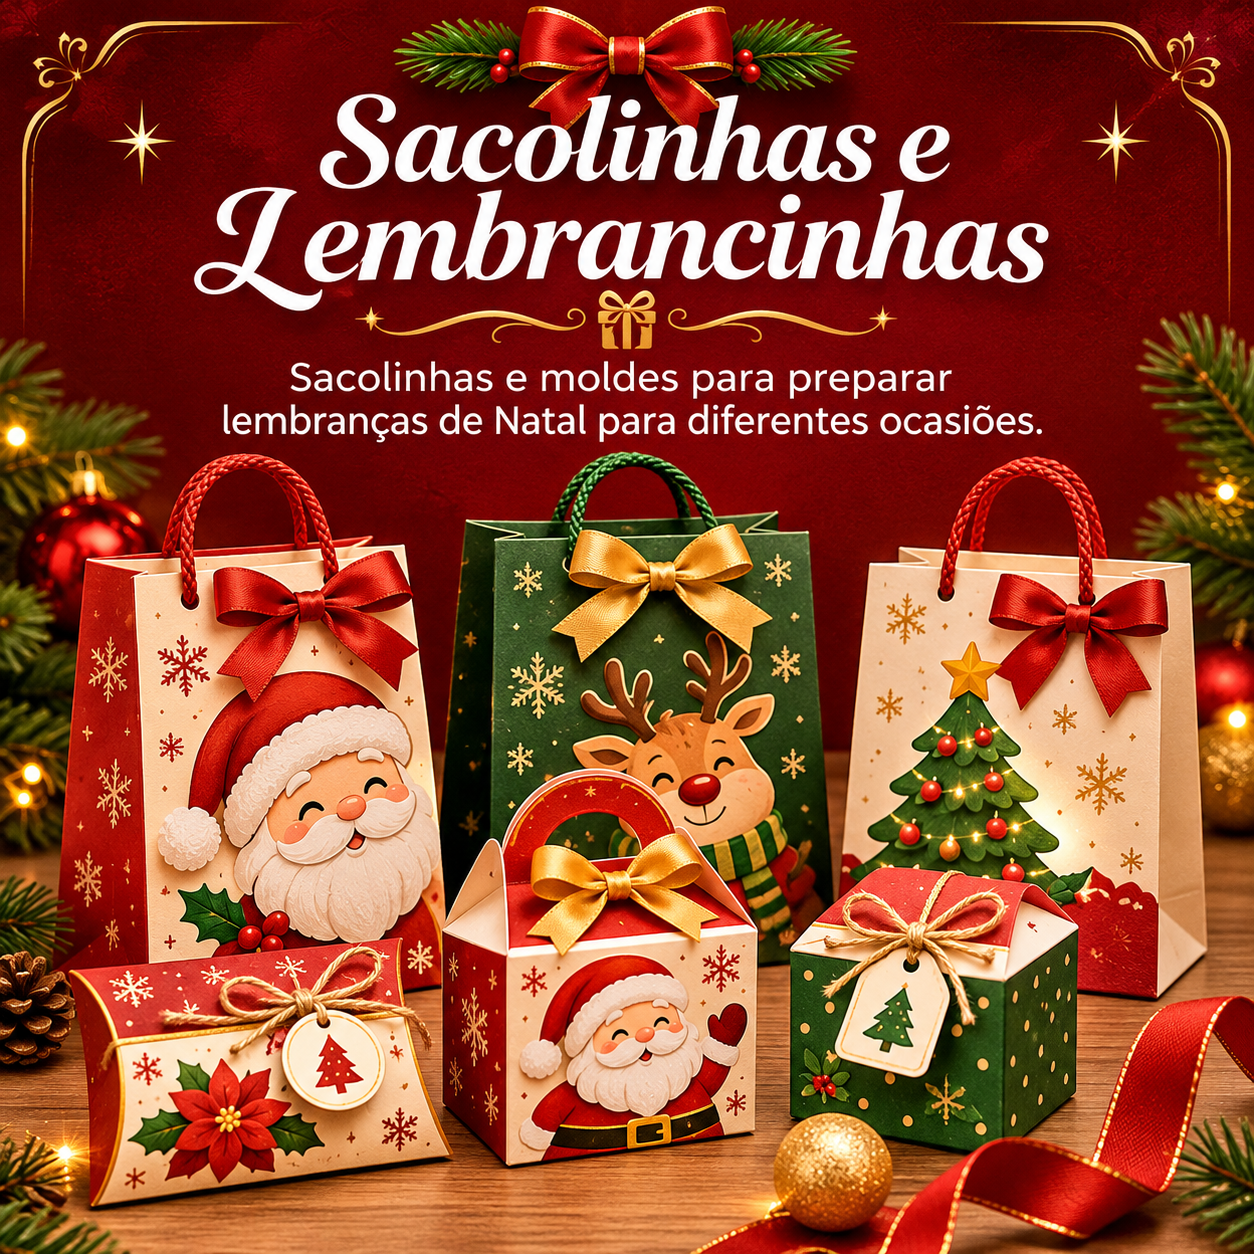 Sacolinhas e
Lembrancinhas
Sacolinhas e moldes para preparar
lembranças de Natal para diferentes ocasiões.